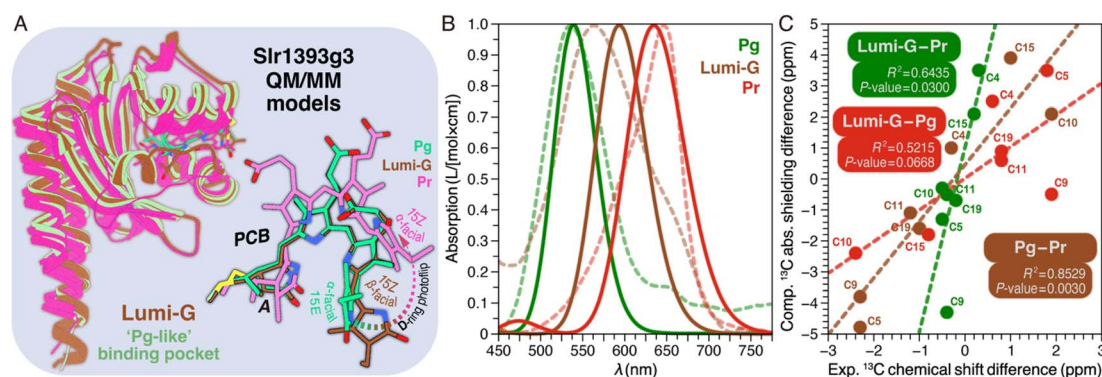 A
Slr1393g3
QM/MM
models
Pg
Lumi-G
Pr
PCB
A
15Z
α-facial
15Z
β-facial
α-facial
15E
D-ring photoflip
Lumi-G
'Pg-like'
binding pocket
B
Absorption (L/[molxcm])
1.0
0.9
0.8
0.7
0.6
0.5
0.4
0.3
0.2
0.1
0
Pg
Lumi-G
Pr
450 500 550 600 650 700 750
λ(nm)
C
Comp. ¹³C abs. shielding difference (ppm)
5
4
3
2
1
0
−1
−2
−3
−4
−5
Lumi-G–Pr
R²=0.6435
P-value=0.0300
Lumi-G–Pg
R²=0.5215
P-value=0.0668
Pg–Pr
R²=0.8529
P-value=0.0030
C15
C5
C4
C4
C15
C10
C4
C19
C11
C9
C10
C11
C19
C11
C19
C5
C10
C15
C9
C9
C5
−3 −2 −1 0 1 2 3
Exp. ¹³C chemical shift difference (ppm)